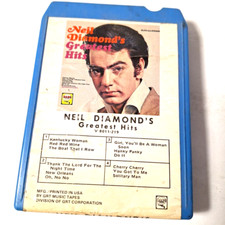 Neil
Diamond's
Greatest
Hits
NEIL DIAMOND'S
Greatest Hits
Kentucky Woman
Red Red Wine
The Boat That I Row
Girl, You'll Be A Woman
Soon
Hanky Panky
Do It
Thank The Lord For The
Night Time
New Orleans
Oh, No No
Cherry Cherry
You Got To Me
Solitary Man
MFG. PRINTED IN USA
BY GRT MUSIC TAPES
DIVISION OF GRT CORPORATION